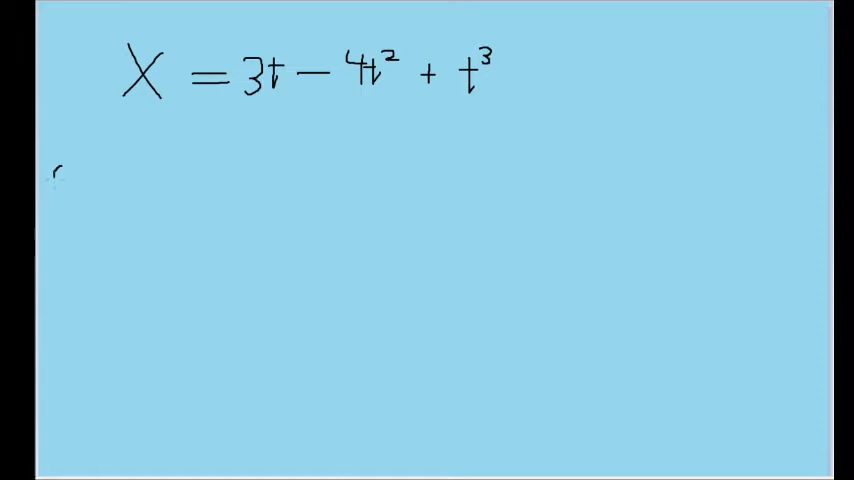 X = 3t - 4t² + t³